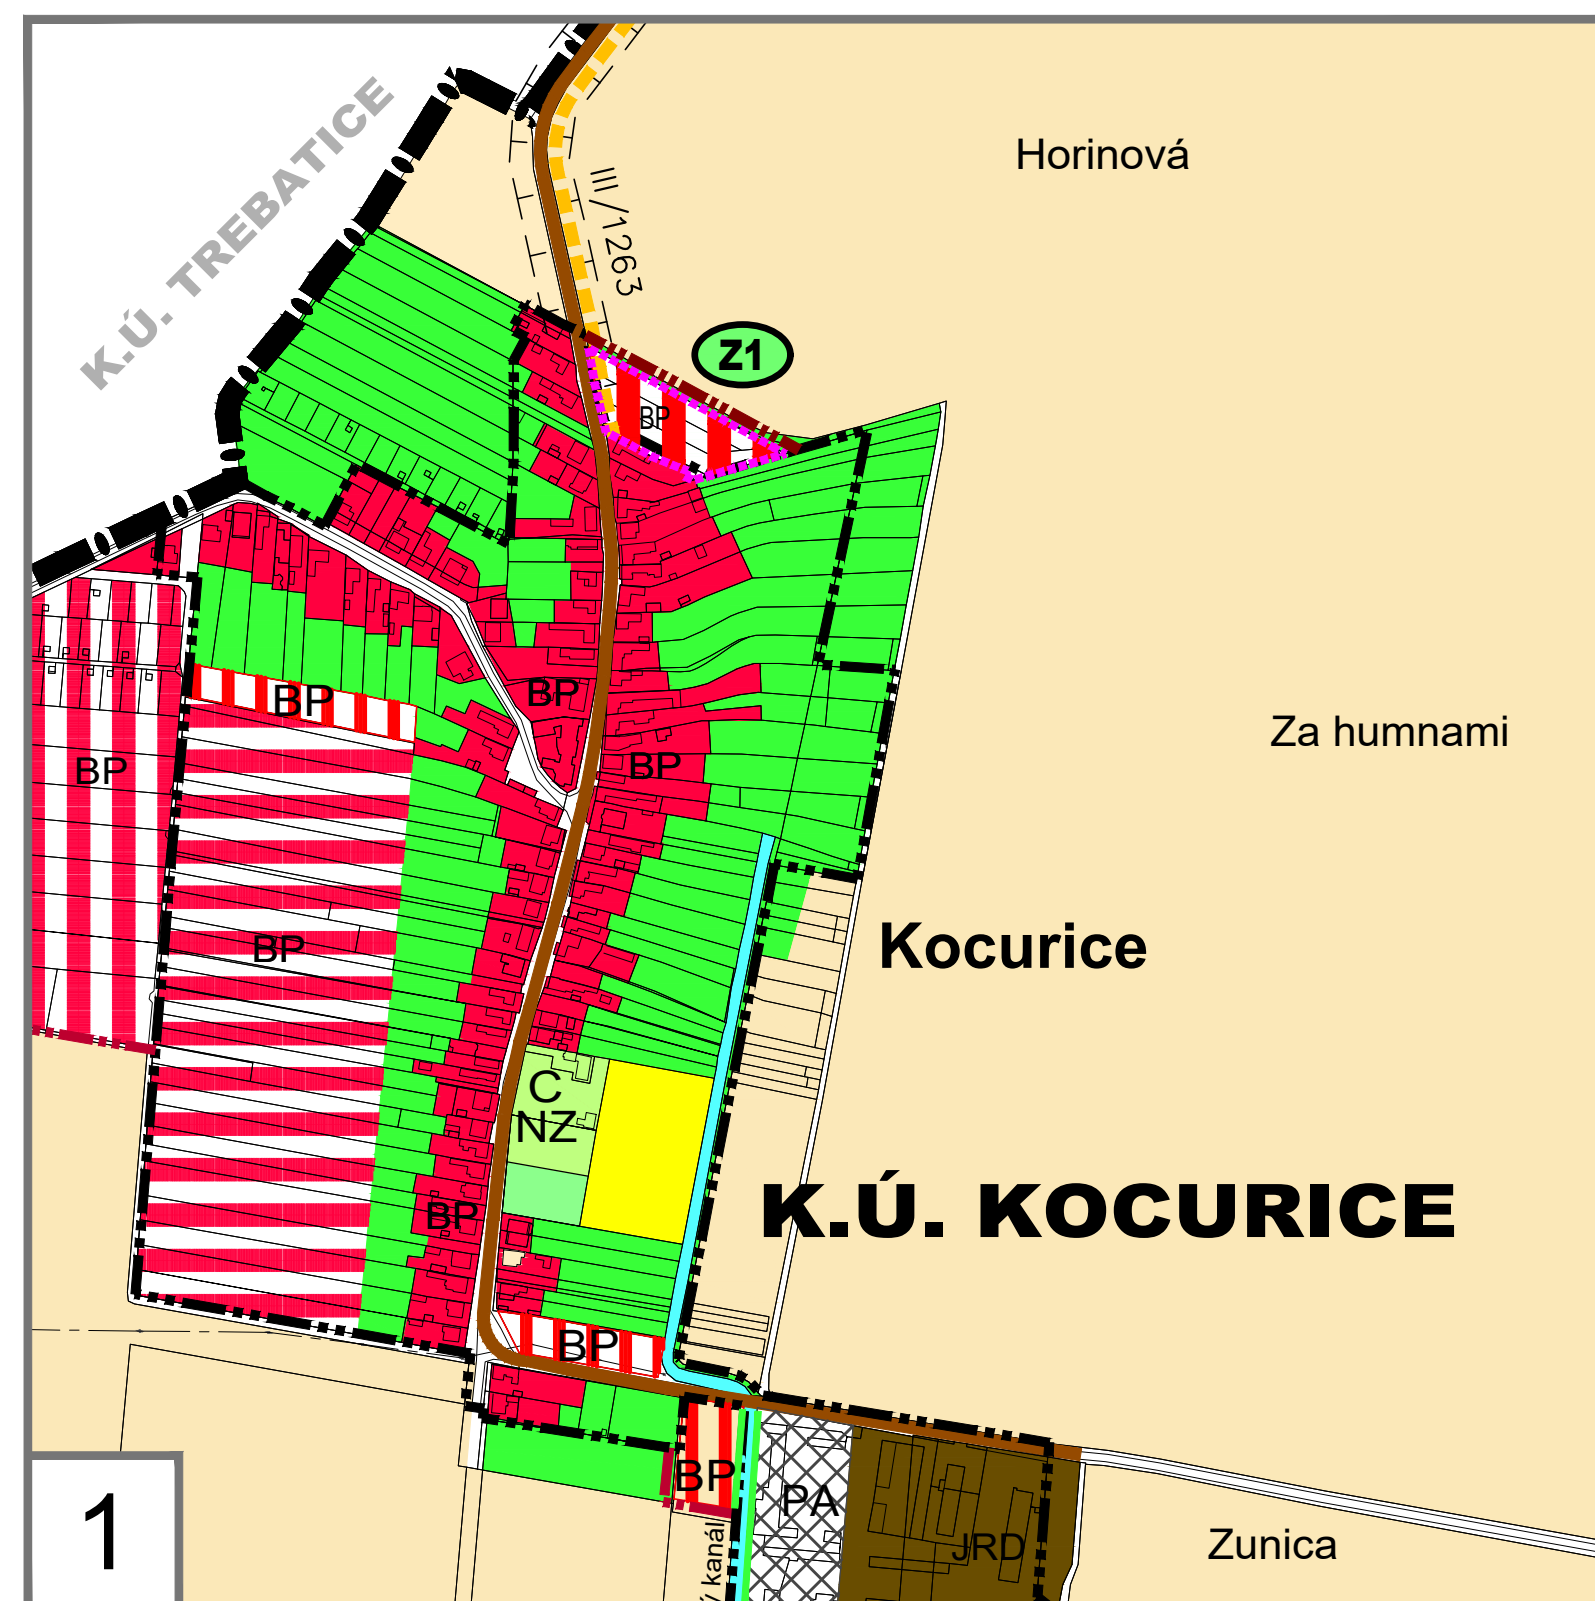 K.Ú. TREBATICE
Horinová
III/1263
Z1
BP
BP
BP
Za humnami
BP
BP
BP
Kocurice
C
NZ
K.Ú. KOCURICE
BP
BP
BP
PA
JRD
Zunica
kanál
1